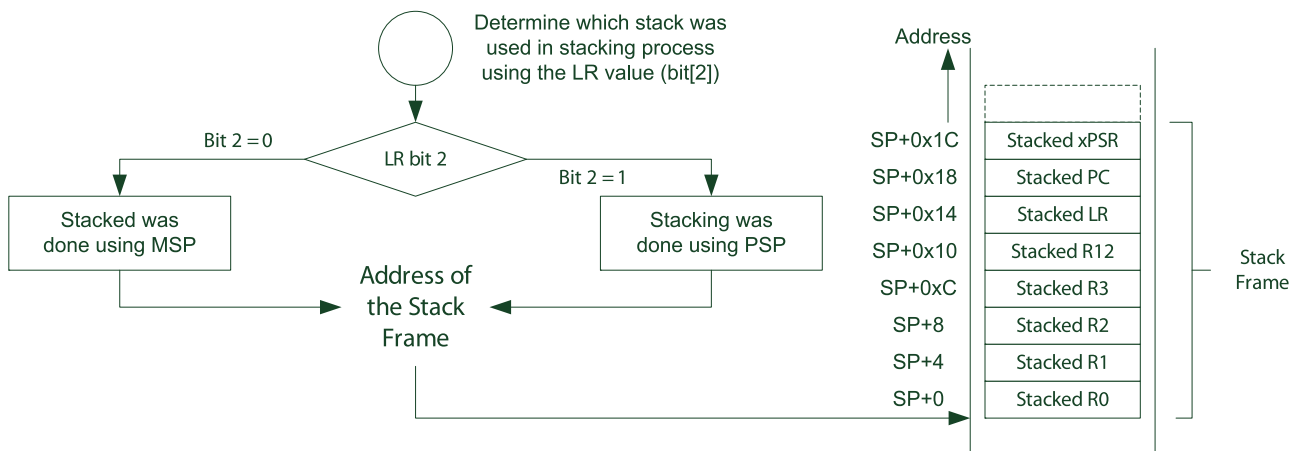 Determine which stack was
used in stacking process
using the LR value (bit[2])
Bit 2 = 0
LR bit 2
Bit 2 = 1
Stacked was
done using MSP
Stacking was
done using PSP
Address of
the Stack
Frame
Address
SP+0x1C
Stacked xPSR
SP+0x18
Stacked PC
SP+0x14
Stacked LR
SP+0x10
Stacked R12
SP+0xC
Stacked R3
SP+8
Stacked R2
SP+4
Stacked R1
SP+0
Stacked R0
Stack
Frame